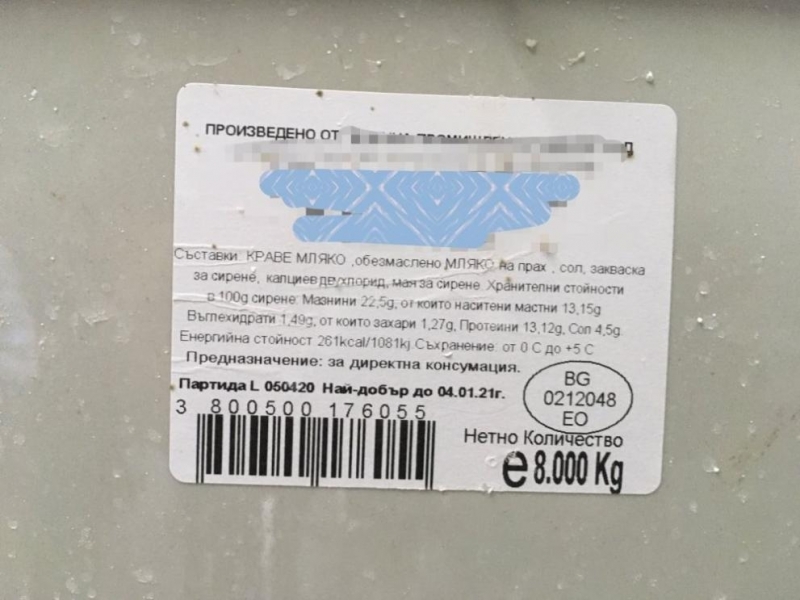 ПРОИЗВЕДЕНО ОТ
Съставки: КРАВЕ МЛЯКО ,обезмаслено МЛЯКО на прах , сол, закваска
за сирене, калциев двухлорид, мая за сирене. Хранителни стойности
в 100g сирене: Мазнини 22,5g, от които наситени мастни 13,15g
Въглехидрати 1,49g, от които захари 1,27g, Протеини 13,12g, Сол 4,5g.
Енергийна стойност 261kcal/1081kj.Съхранение: от 0 C до +5 C
Предназначение: за директна консумация.
Партида L 050420 Най-добър до 04.01.21г.
BG
0212048
EO
3 800500 176055
Нетно Количество
e 8.000 Kg